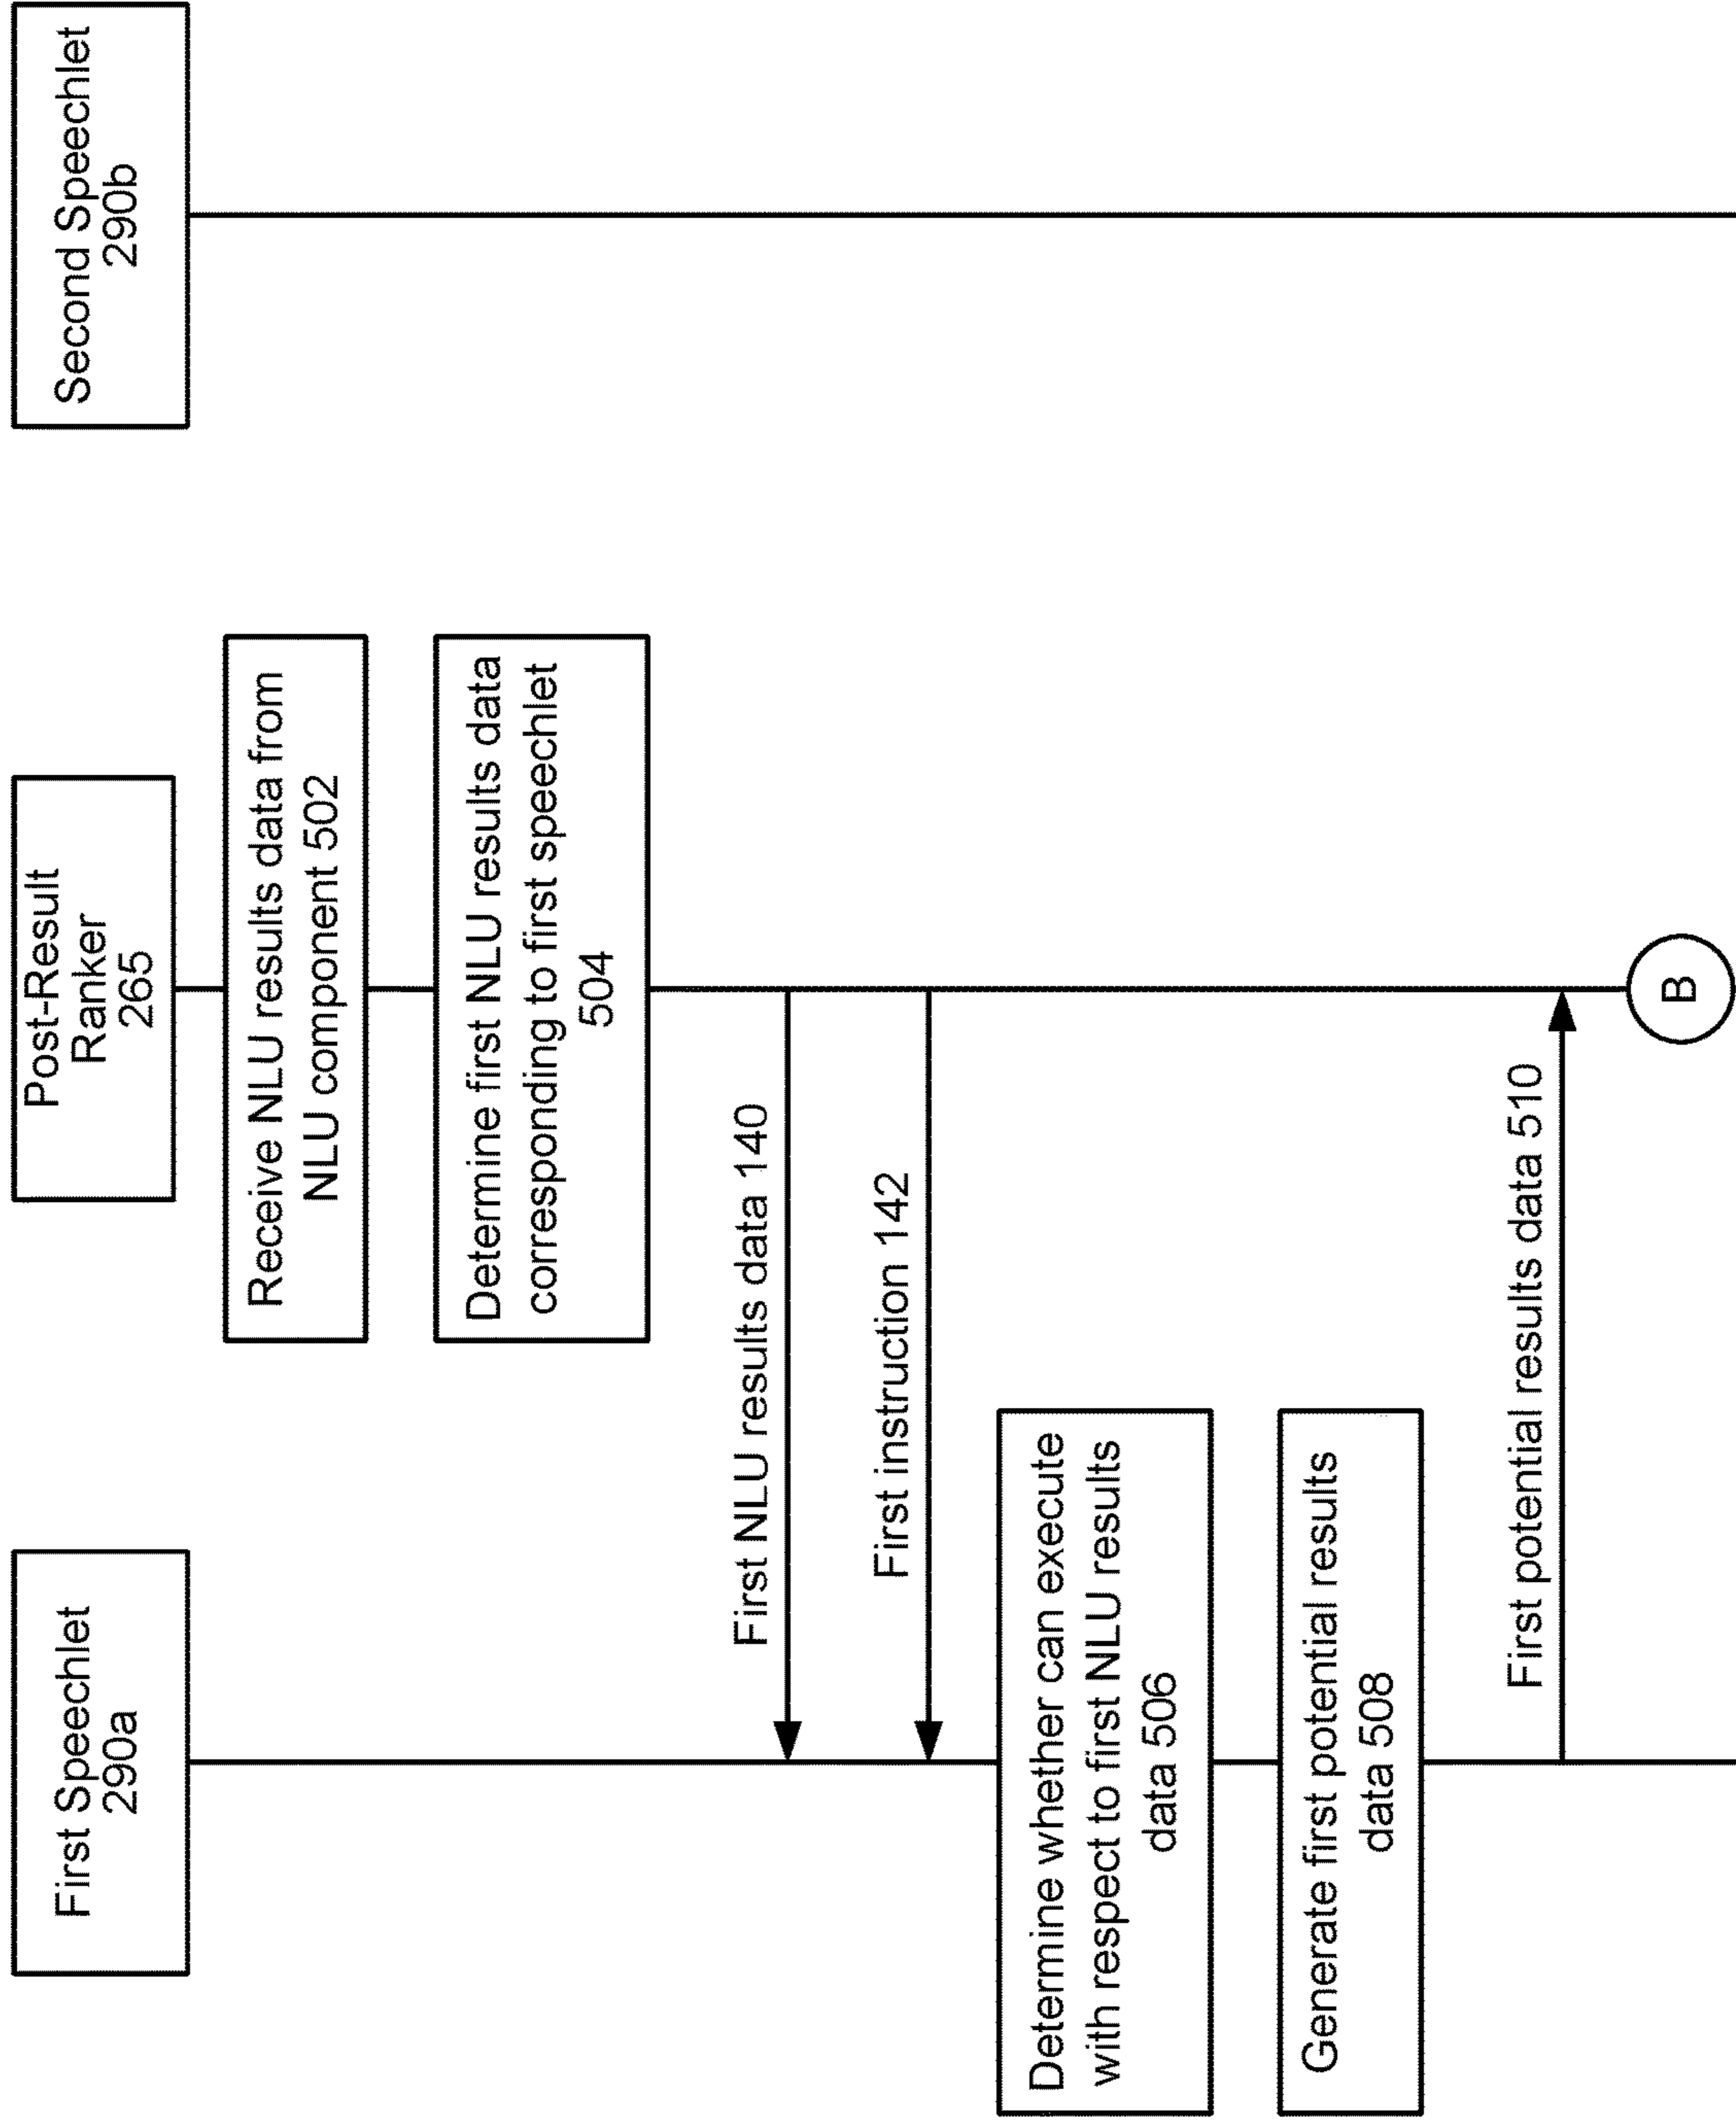 First Speechlet
290a
Post-Result
Ranker
265
Second Speechlet
290b
Receive NLU results data from
NLU component 502
Determine first NLU results data
corresponding to first speechlet
504
First NLU results data 140
First instruction 142
Determine whether can execute
with respect to first NLU results
data 506
Generate first potential results
data 508
First potential results data 510
B